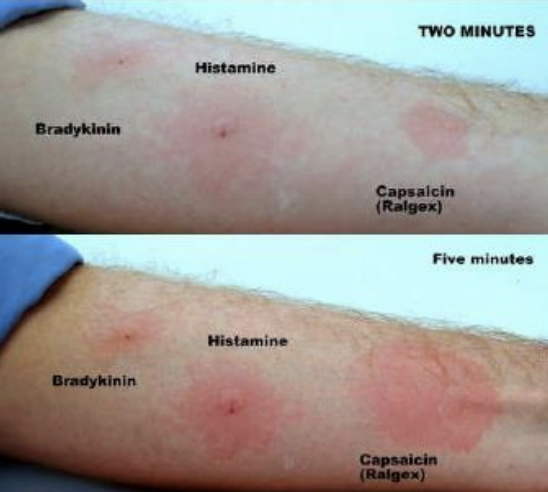 TWO MINUTES
Histamine
Bradykinin
Capsaicin
(Ralgex)
Five minutes
Histamine
Bradykinin
Capsaicin
(Ralgex)